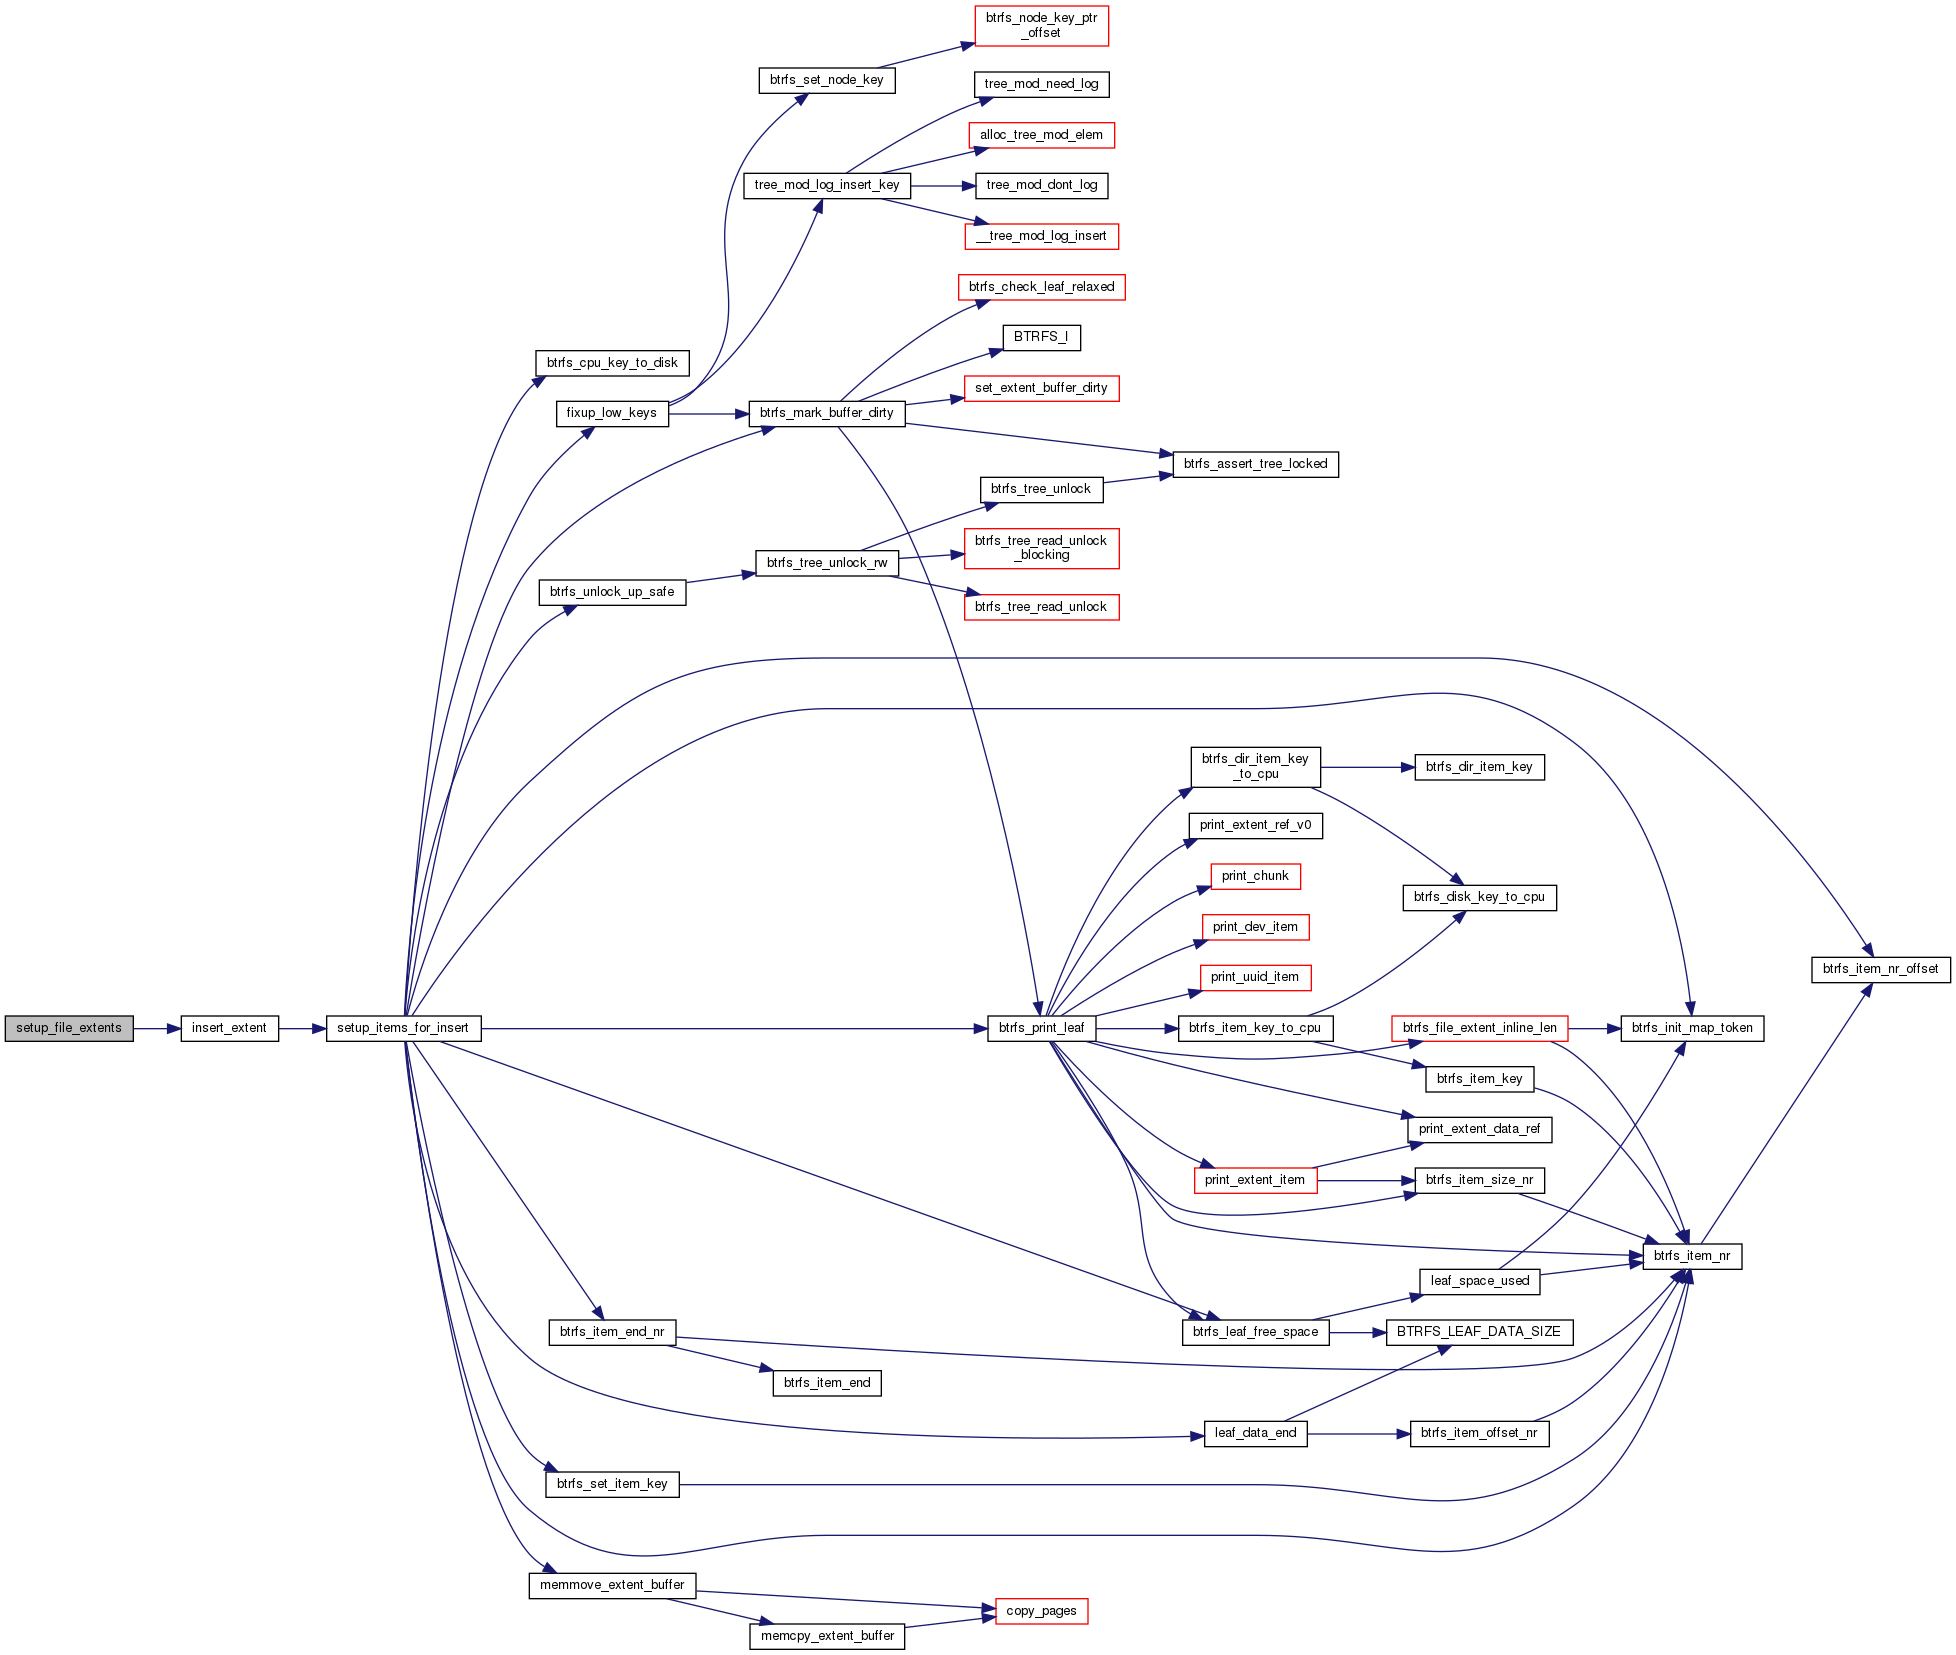 btrfs_node_key_ptr
_offset
btrfs_set_node_key
tree_mod_need_log
alloc_tree_mod_elem
tree_mod_log_insert_key
tree_mod_dont_log
__tree_mod_log_insert
btrfs_check_leaf_relaxed
BTRFS_I
btrfs_cpu_key_to_disk
set_extent_buffer_dirty
fixup_low_keys
btrfs_mark_buffer_dirty
btrfs_assert_tree_locked
btrfs_tree_unlock
btrfs_tree_read_unlock
_blocking
btrfs_tree_unlock_rw
btrfs_unlock_up_safe
btrfs_tree_read_unlock
btrfs_dir_item_key
_to_cpu
btrfs_dir_item_key
print_extent_ref_v0
print_chunk
btrfs_disk_key_to_cpu
print_dev_item
btrfs_item_nr_offset
print_uuid_item
setup_file_extents
insert_extent
setup_items_for_insert
btrfs_print_leaf
btrfs_item_key_to_cpu
btrfs_file_extent_inline_len
btrfs_init_map_token
btrfs_item_key
print_extent_data_ref
print_extent_item
btrfs_item_size_nr
btrfs_item_nr
leaf_space_used
btrfs_item_end_nr
btrfs_leaf_free_space
BTRFS_LEAF_DATA_SIZE
btrfs_item_end
leaf_data_end
btrfs_item_offset_nr
btrfs_set_item_key
memmove_extent_buffer
copy_pages
memcpy_extent_buffer